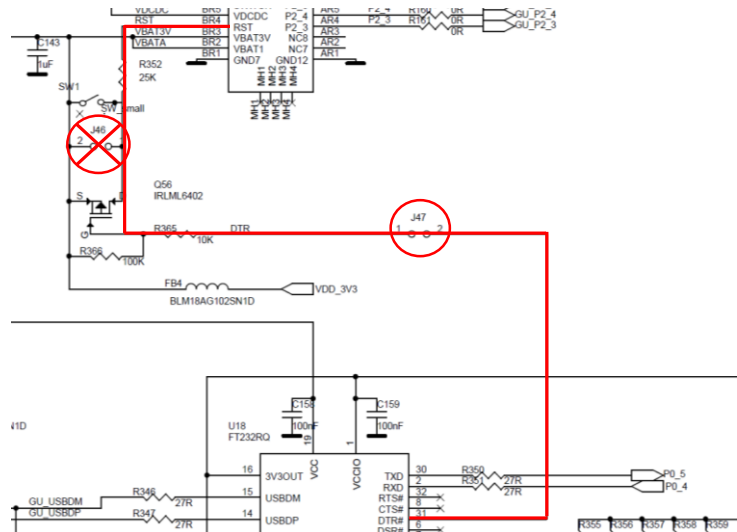 VDCDC BR5 VDCDC P2_4 AR5 P2_4 R160 0R GU_P2_4
RST BR4 RST P2_3 AR4 P2_3 R161 0R GU_P2_3
VBAT3V BR3 VBAT3V NC8 AR3
VBATA BR2 VBAT1 NC7 AR2
BR1 GND7 GND12 AR1
C143
1uF
R352
25K
MH1 MH2 MH3 MH4
MH1 MH2 MH3 MH4
SW1
SW_small
J46
2
Q56
IRLML6402
S
G
J47
1 2
R365 DTR
10K
R366
100K
FB4
VDD_3V3
BLM18AG102SN1D
N1D
C158
100nF
C159
100nF
U18
FT232RQ
19
1
VCC
VCCIO
16 3V3OUT
15 USBDM
14 USBDP
GU_USBDM
GU_USBDP
R346
27R
R347
27R
TXD 30
RXD 2
RTS# 32
CTS# 8
DTR# 31
DSR# 6
R350
27R
R351
27R
P0_5
P0_4
R355 R356 R357 R358 R359